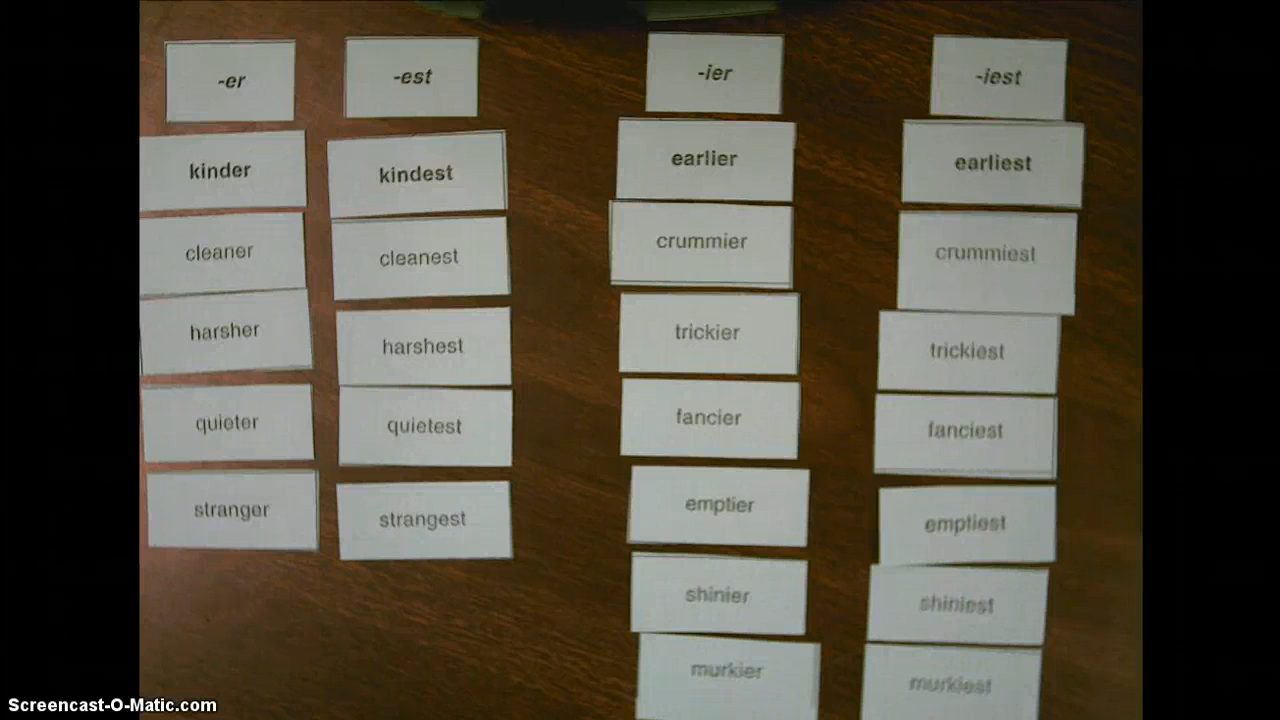 -er
-est
-ier
-iest
kinder
kindest
earlier
earliest
cleaner
cleanest
crummier
crummiest
harsher
harshest
trickier
trickiest
quieter
quietest
fancier
fanciest
stranger
strangest
emptier
emptiest
shinier
shiniest
murkier
murkiest
Screencast-O-Matic.com